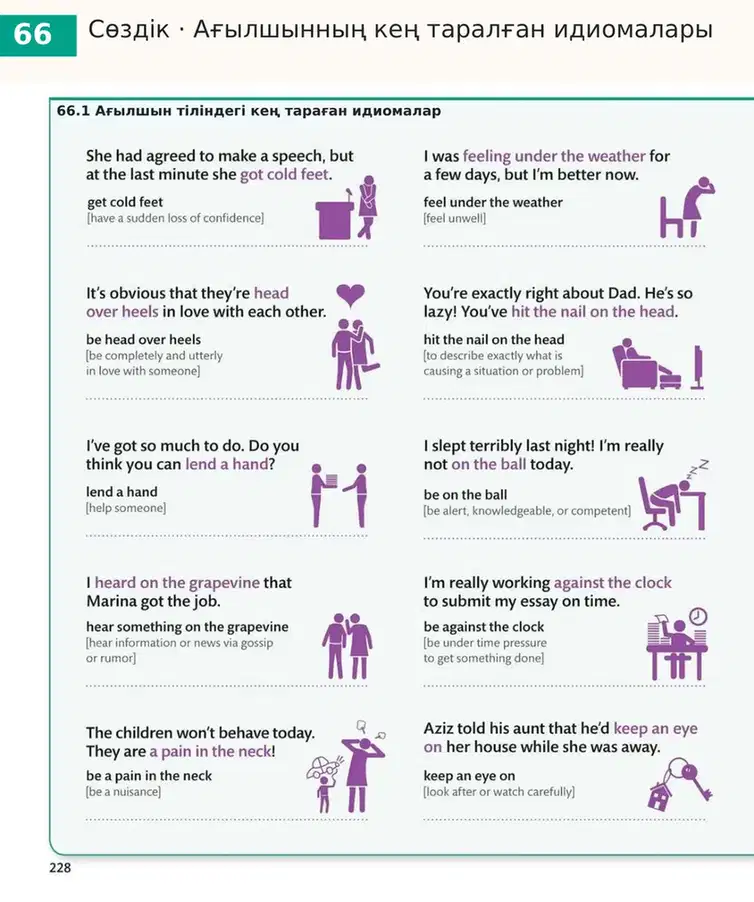 66
Сөздік · Ағылшынның кең таралған идиомалары
66.1 Ағылшын тіліндегі кең тараған идиомалар
She had agreed to make a speech, but
at the last minute she got cold feet.
get cold feet
[have a sudden loss of confidence]
I was feeling under the weather for
a few days, but I'm better now.
feel under the weather
[feel unwell]
It's obvious that they're head
over heels in love with each other.
be head over heels
[be completely and utterly
in love with someone]
You're exactly right about Dad. He's so
lazy! You've hit the nail on the head.
hit the nail on the head
[to describe exactly what is
causing a situation or problem]
I've got so much to do. Do you
think you can lend a hand?
lend a hand
[help someone]
I slept terribly last night! I'm really
not on the ball today.
be on the ball
[be alert, knowledgeable, or competent]
ZZZ
I heard on the grapevine that
Marina got the job.
hear something on the grapevine
[hear information or news via gossip
or rumor]
I'm really working against the clock
to submit my essay on time.
be against the clock
[be under time pressure
to get something done]
The children won't behave today.
They are a pain in the neck!
be a pain in the neck
[be a nuisance]
Aziz told his aunt that he'd keep an eye
on her house while she was away.
keep an eye on
[look after or watch carefully]
228